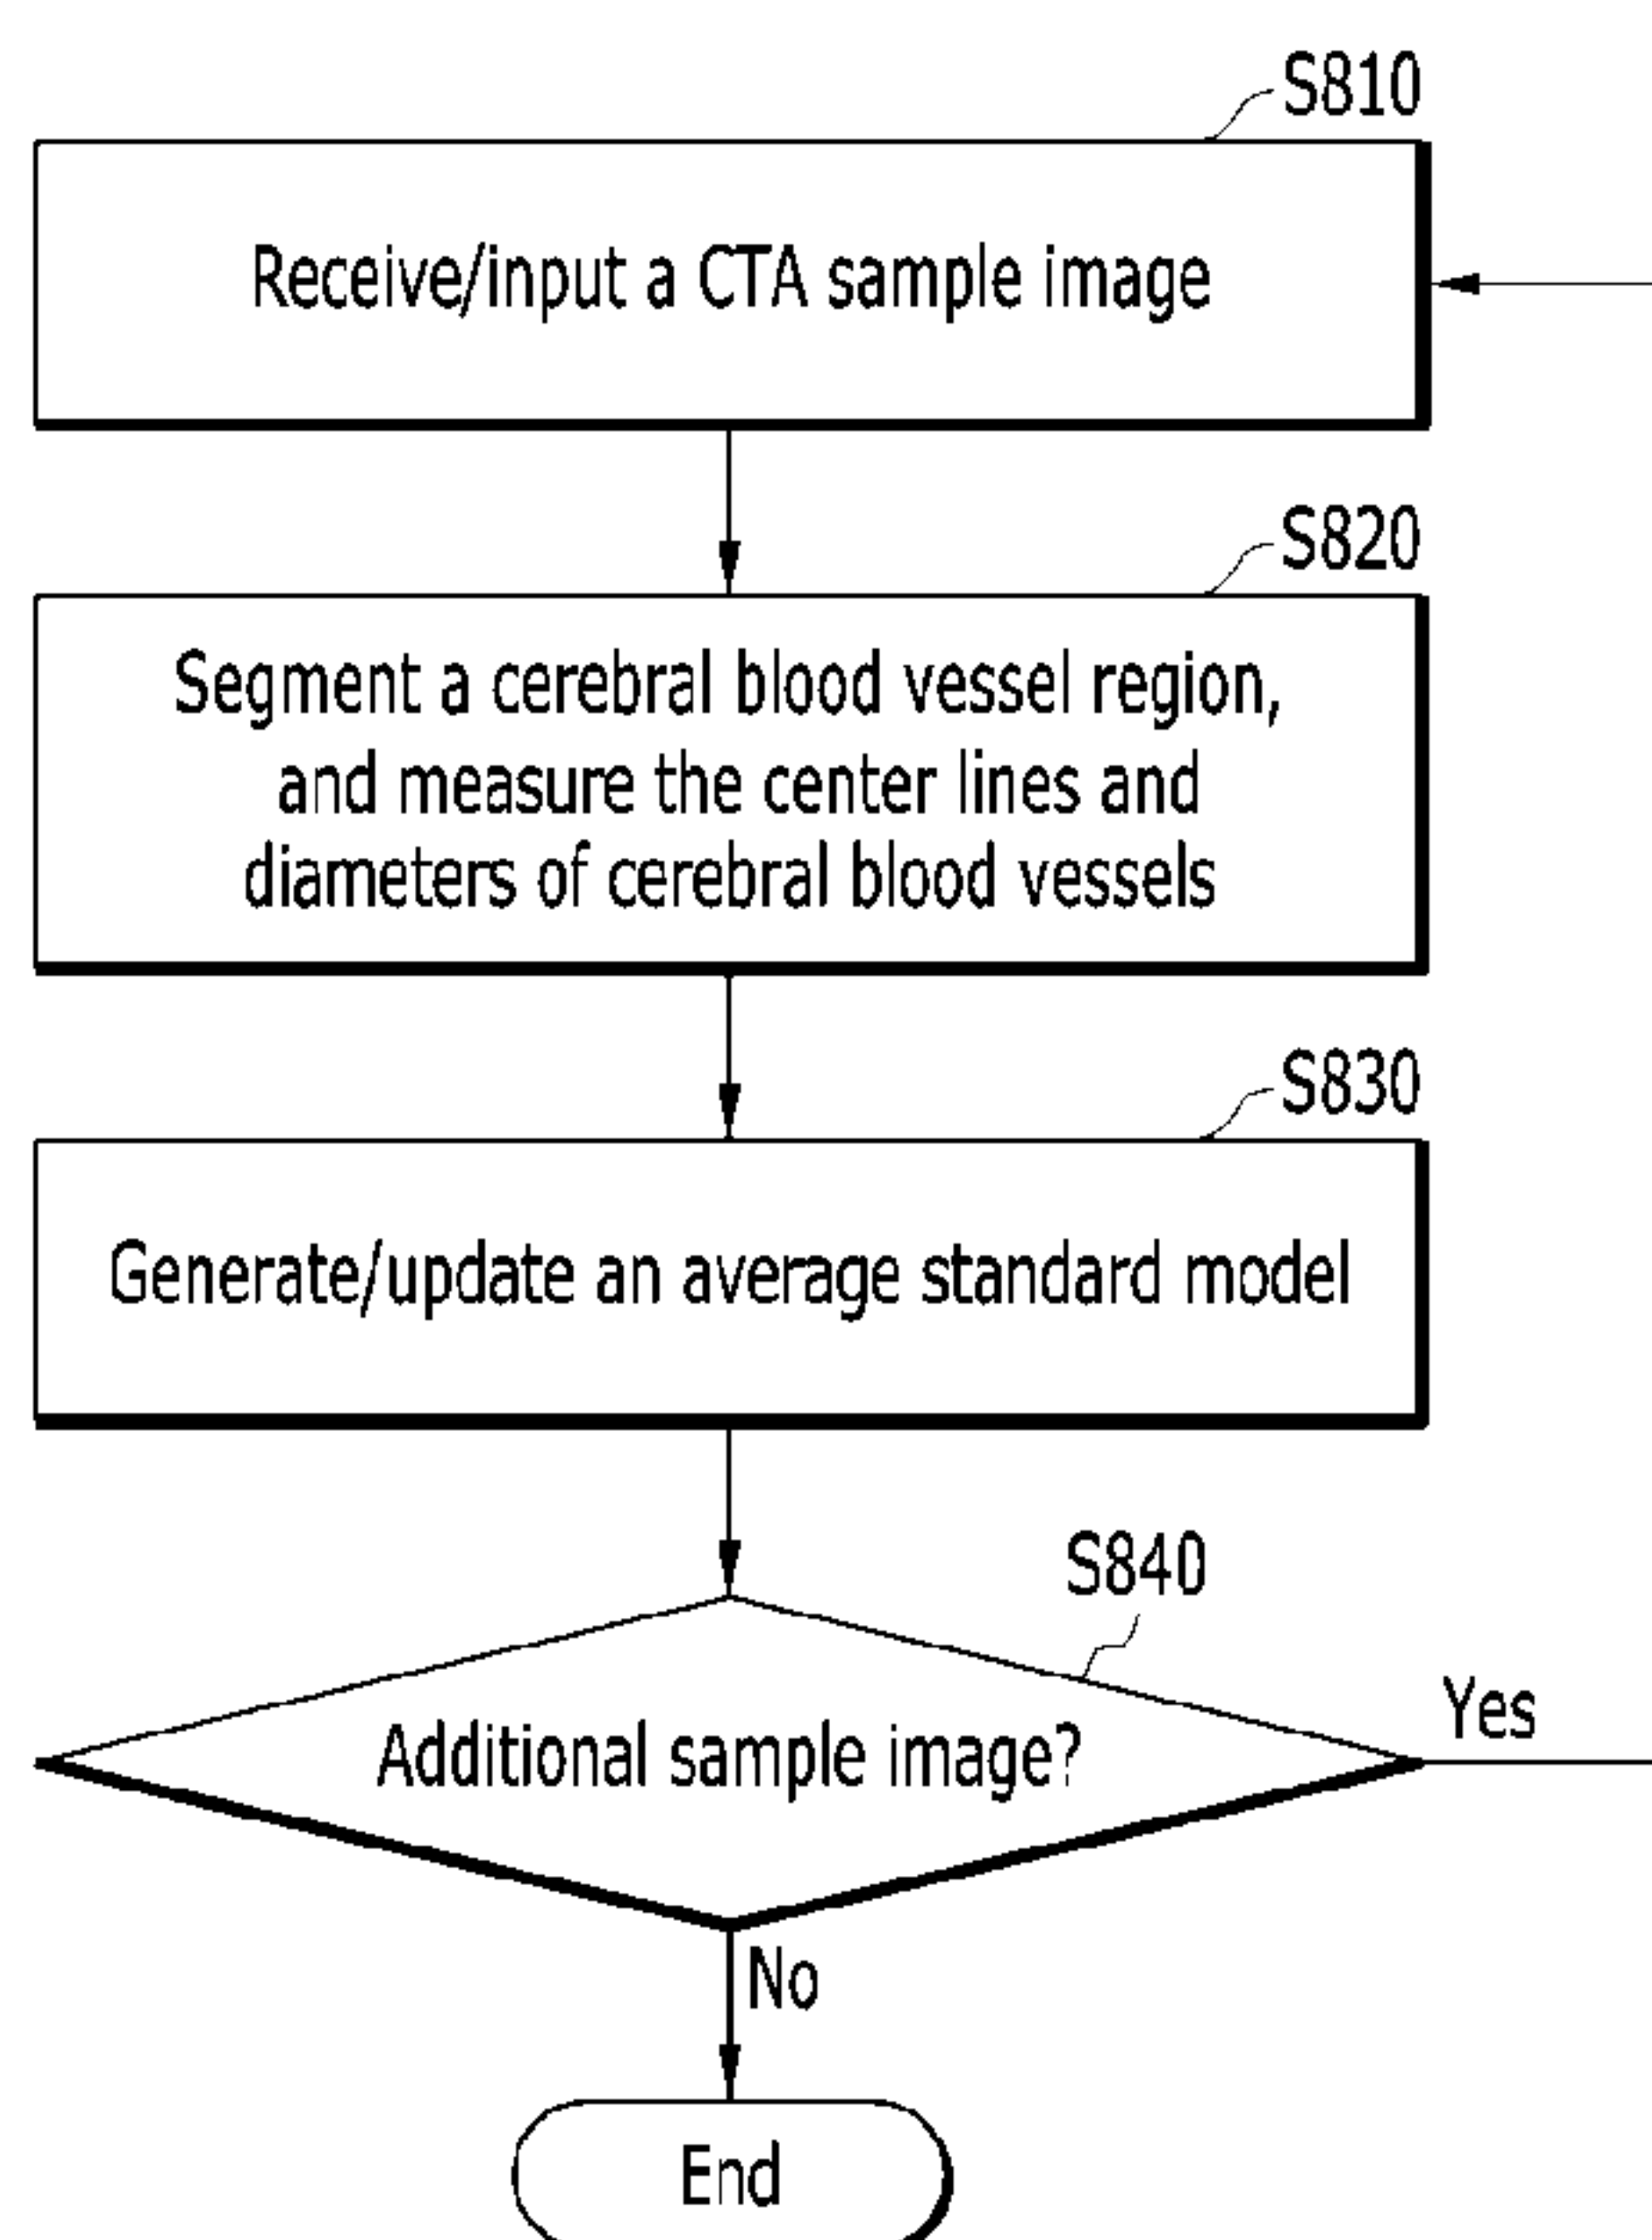 S810
Receive/input a CTA sample image
S820
Segment a cerebral blood vessel region,
and measure the center lines and
diameters of cerebral blood vessels
S830
Generate/update an average standard model
S840
Additional sample image?
Yes
No
End